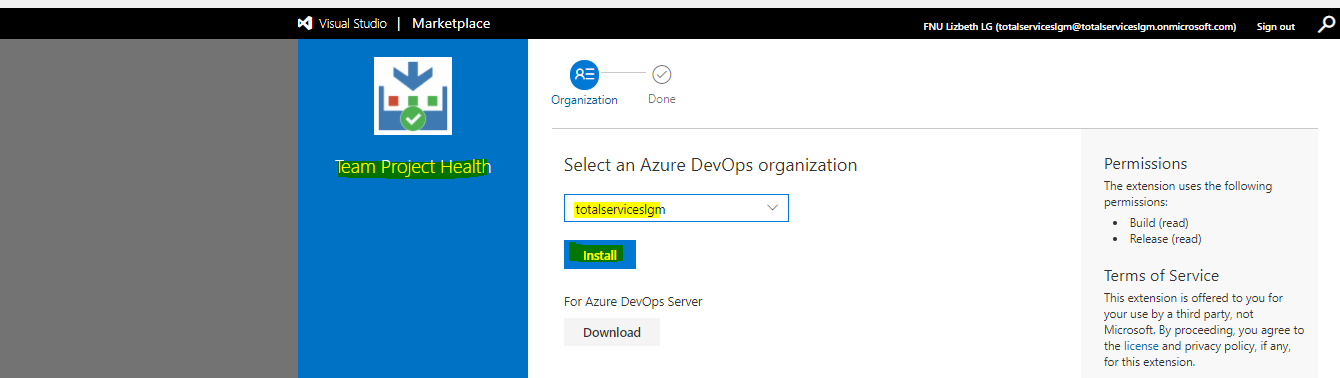 Visual Studio | Marketplace
FNU Lizbeth LG (totalserviceslgm@totalserviceslgm.onmicrosoft.com) Sign out
Team Project Health
Organization
Done
Select an Azure DevOps organization
totalserviceslgm
Install
For Azure DevOps Server
Download
Permissions
The extension uses the following
permissions:
• Build (read)
• Release (read)
Terms of Service
This extension is offered to you for
your use by a third party, not
Microsoft. By proceeding, you agree to
the license and privacy policy, if any,
for this extension.